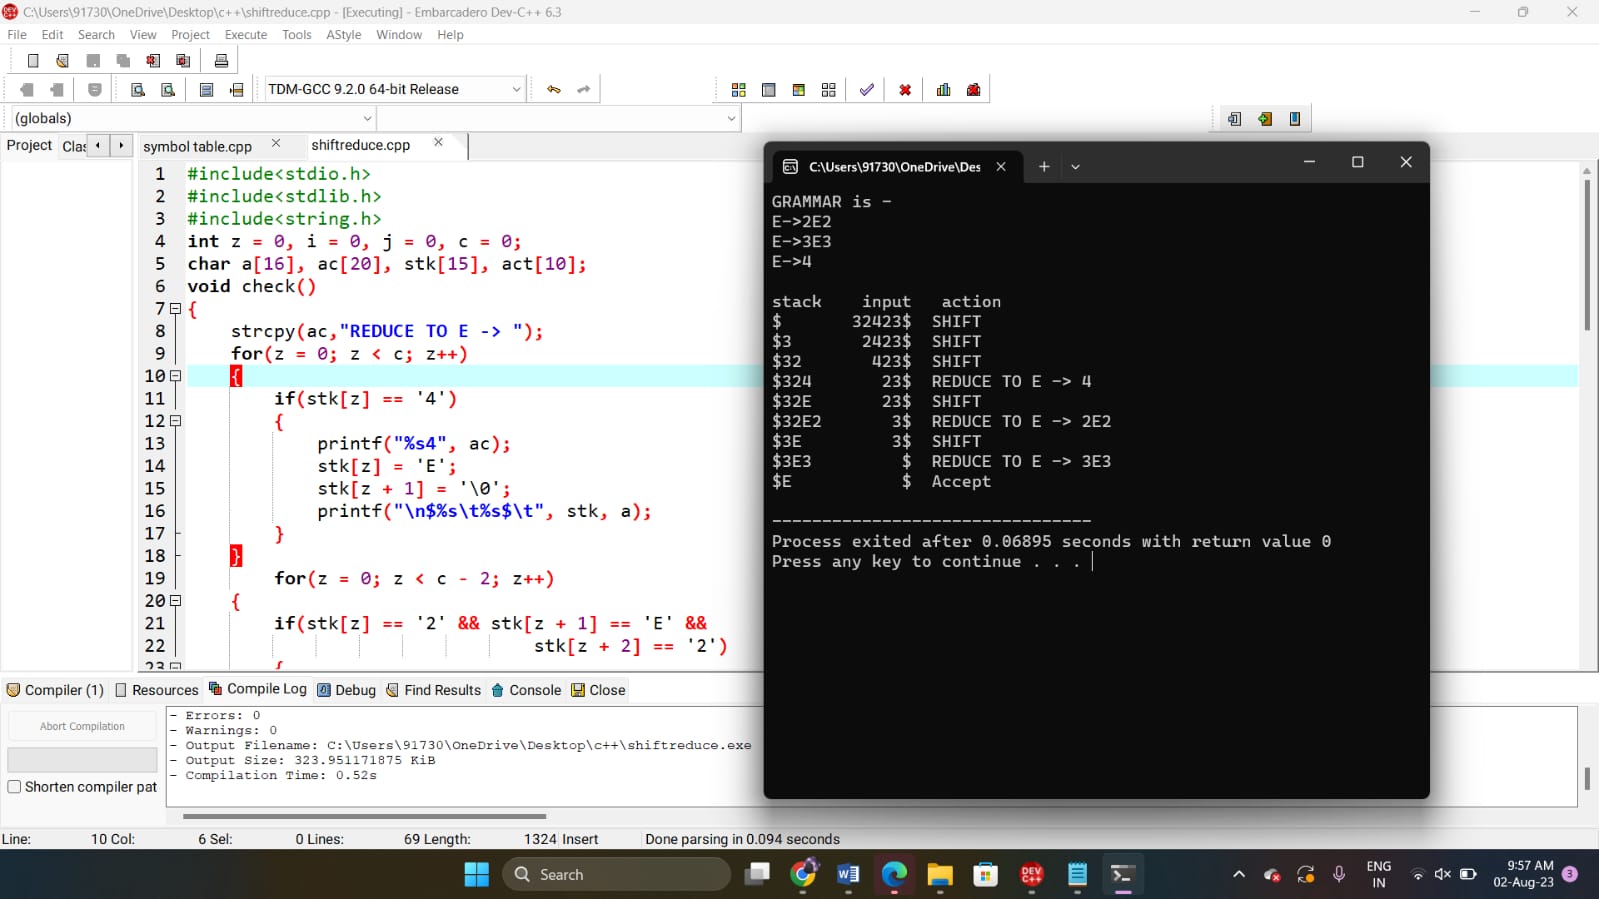 C:\Users\91730\OneDrive\Desktop\c++\shiftreduce.cpp - [Executing] - Embarcadero Dev-C++ 6.3
File Edit Search View Project Execute Tools AStyle Window Help
TDM-GCC 9.2.0 64-bit Release
(globals)
Project Clas symbol table.cpp shiftreduce.cpp
1 #include<stdio.h>
2 #include<stdlib.h>
3 #include<string.h>
4 int z = 0, i = 0, j = 0, c = 0;
5 char a[16], ac[20], stk[15], act[10];
6 void check()
7 {
8 strcpy(ac,"REDUCE TO E -> ");
9 for(z = 0; z < c; z++)
10 {
11 if(stk[z] == '4')
12 {
13 printf("%s4", ac);
14 stk[z] = 'E';
15 stk[z + 1] = '\0';
16 printf("\n$%s\t%s$\t", stk, a);
17 }
18 }
19 for(z = 0; z < c - 2; z++)
20 {
21 if(stk[z] == '2' && stk[z + 1] == 'E' &&
22 stk[z + 2] == '2')
23 {
C:\Users\91730\OneDrive\Des
GRAMMAR is -
E->2E2
E->3E3
E->4
stack input action
$ 32423$ SHIFT
$3 2423$ SHIFT
$32 423$ SHIFT
$324 23$ REDUCE TO E -> 4
$32E 23$ SHIFT
$32E2 3$ REDUCE TO E -> 2E2
$3E 3$ SHIFT
$3E3 $ REDUCE TO E -> 3E3
$E $ Accept
--------------------------------
Process exited after 0.06895 seconds with return value 0
Press any key to continue . . .
Compiler (1) Resources Compile Log Debug Find Results Console Close
Abort Compilation
Shorten compiler pat
- Errors: 0
- Warnings: 0
- Output Filename: C:\Users\91730\OneDrive\Desktop\c++\shiftreduce.exe
- Output Size: 323.951171875 KiB
- Compilation Time: 0.52s
Line: 10 Col: 6 Sel: 0 Lines: 69 Length: 1324 Insert Done parsing in 0.094 seconds
Search
DEV C++
ENG
IN
9:57 AM
02-Aug-23
3